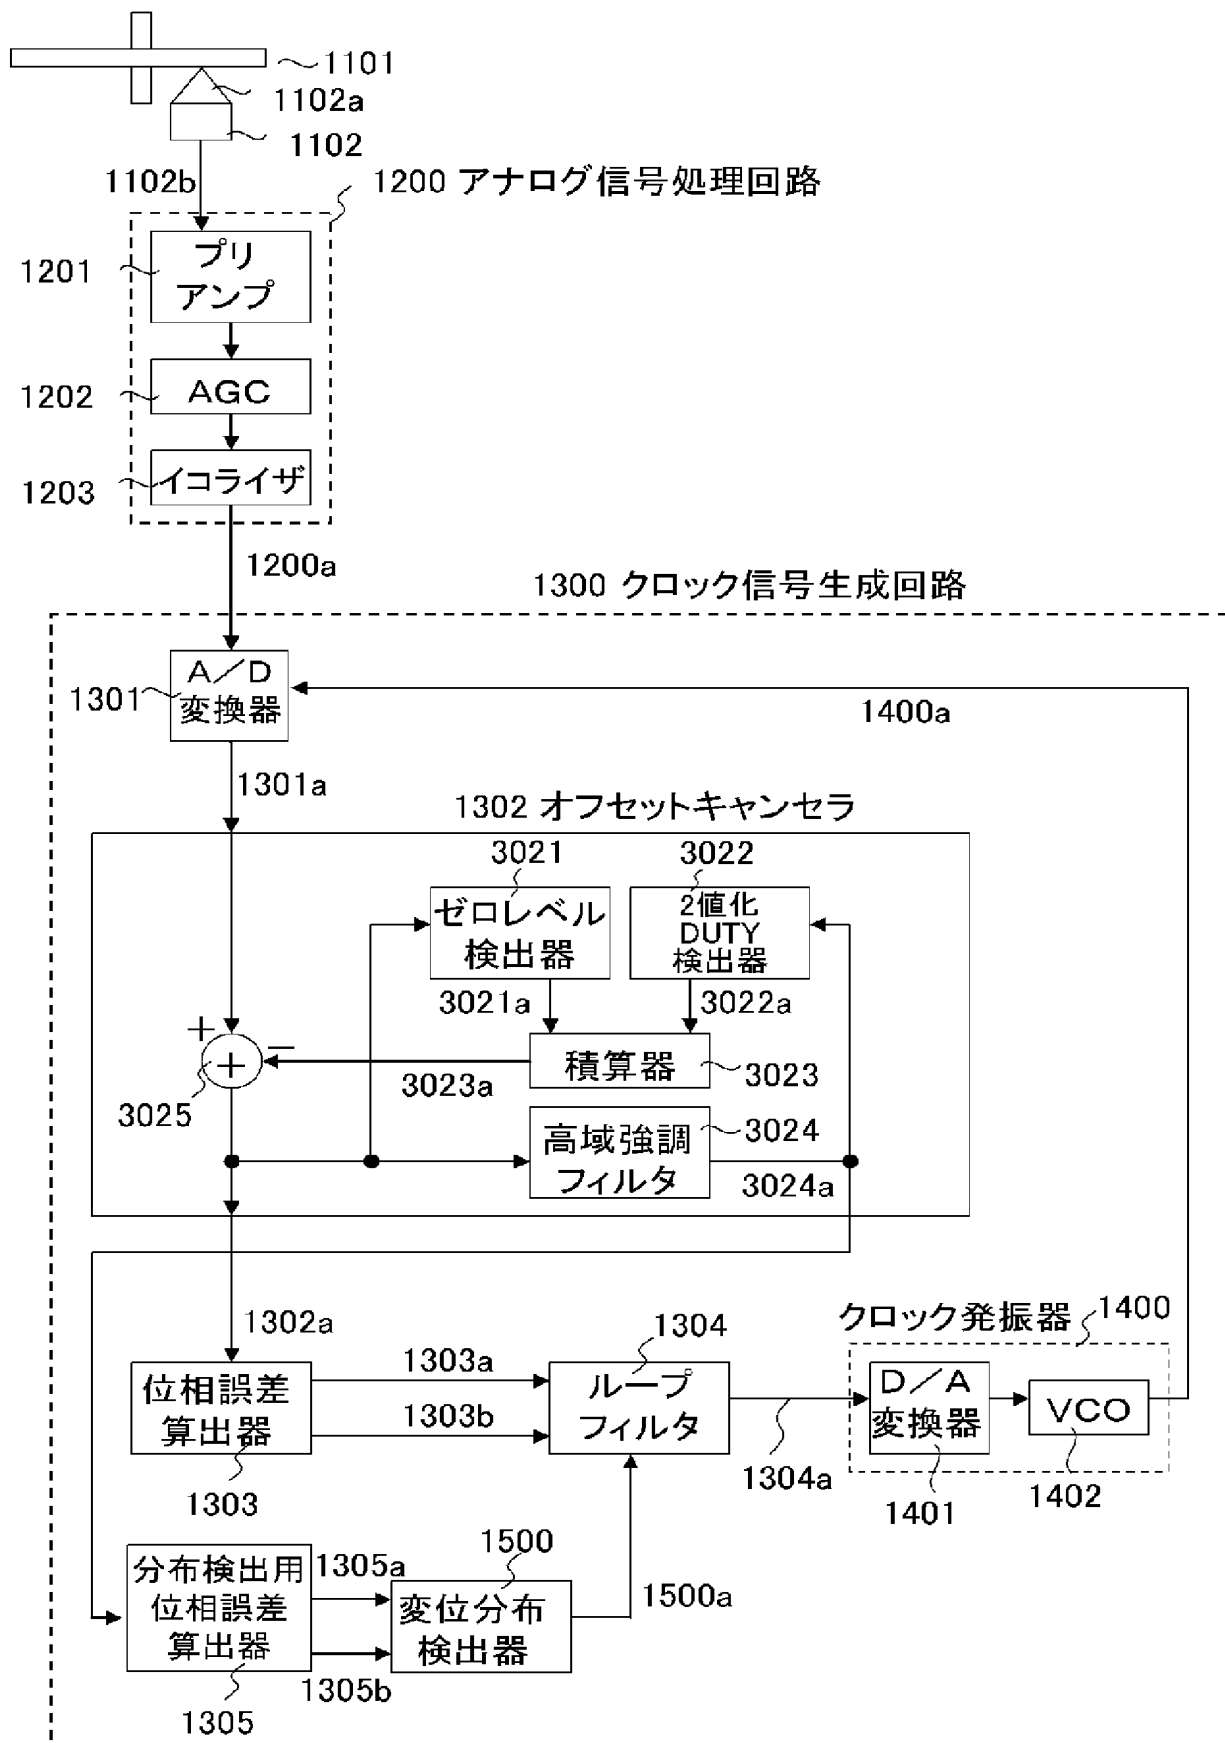 1101
1102a
1102
1102b
1200 アナログ信号処理回路
1201
プリ
アンプ
1202
AGC
1203
イコライザ
1200a
1300 クロック信号生成回路
1301
A/D
変換器
1400a
1301a
1302 オフセットキャンセラ
3021
3022
ゼロレベル
検出器
2値化
DUTY
検出器
3021a
3022a
+
−
+
3025
3023a
積算器
3023
高域強調
フィルタ
3024
3024a
1302a
クロック発振器
1400
1304
1303a
1303b
位相誤差
算出器
1303
ループ
フィルタ
1304a
D/A
変換器
1401
VCO
1402
分布検出用
位相誤差
算出器
1305
1305a
1305b
1500
変位分布
検出器
1500a